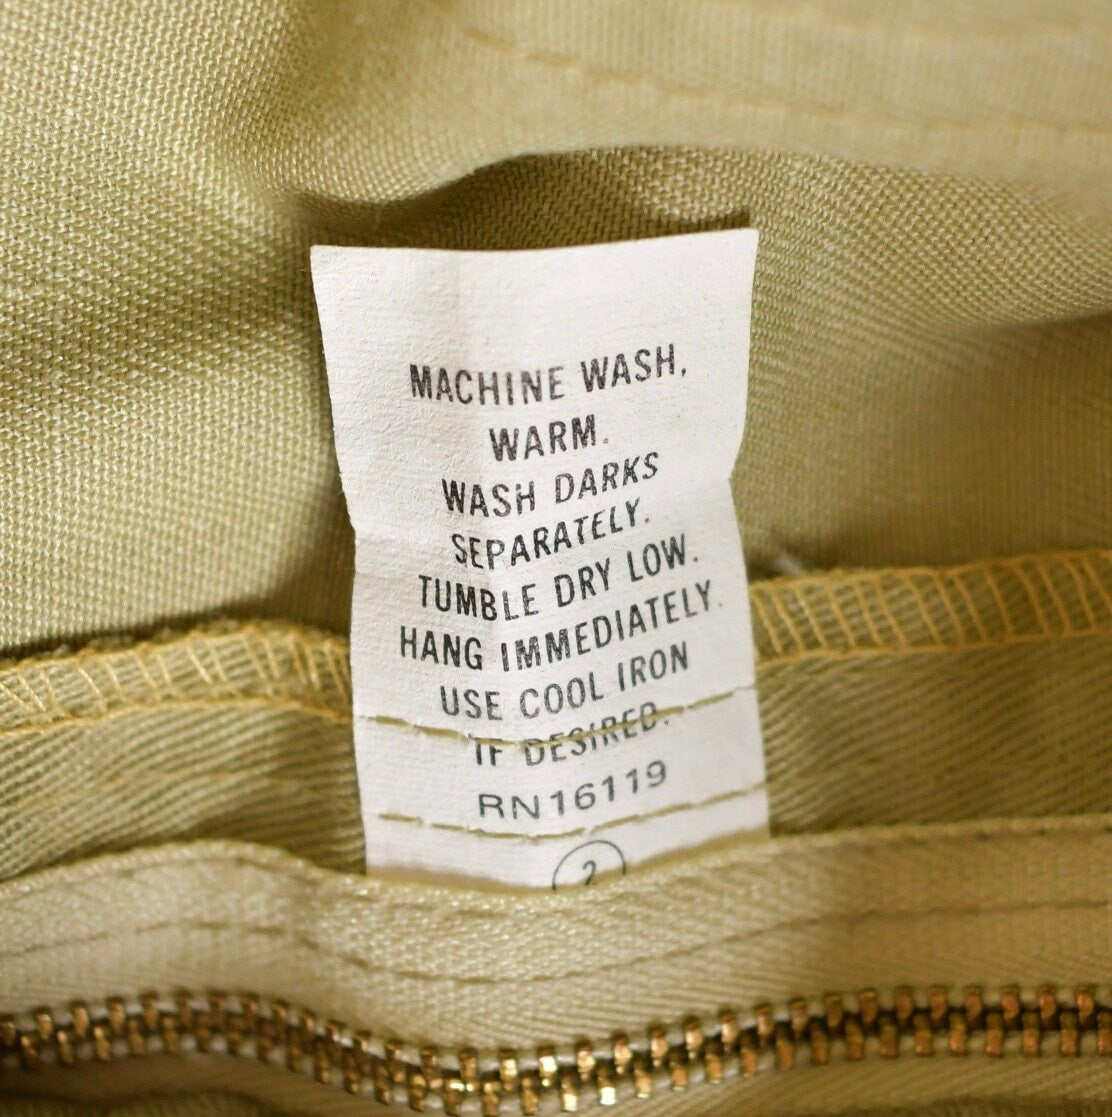 MACHINE WASH,
WARM.
WASH DARKS
SEPARATELY.
TUMBLE DRY LOW.
HANG IMMEDIATELY.
USE COOL IRON
IF DESIRED.
RN16119
2